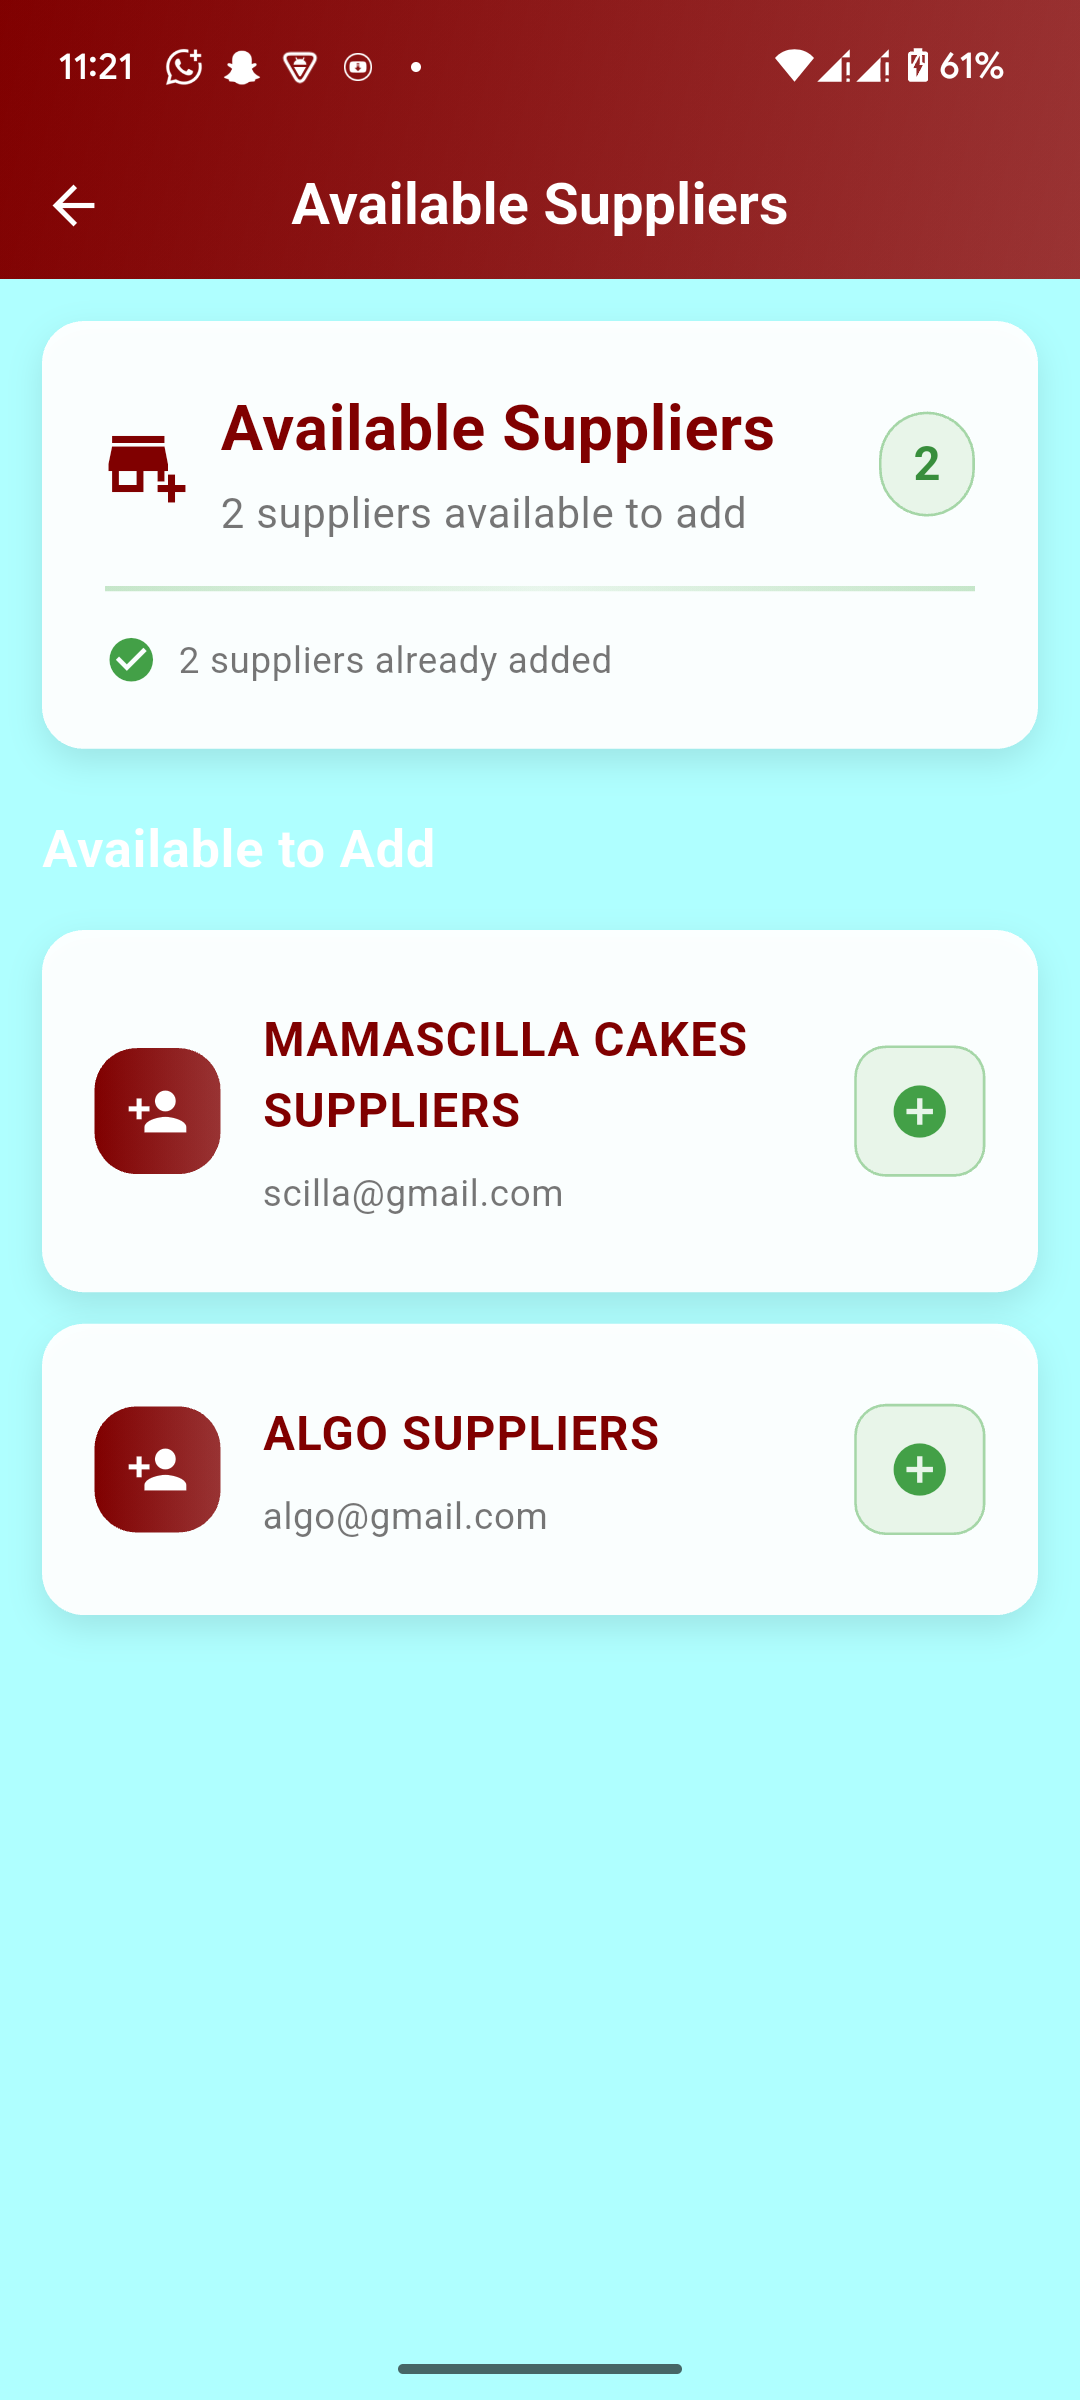 11:21
61%
Available Suppliers
Available Suppliers
2 suppliers available to add
2
2 suppliers already added
Available to Add
MAMASCILLA CAKES
SUPPLIERS
scilla@gmail.com
ALGO SUPPLIERS
algo@gmail.com